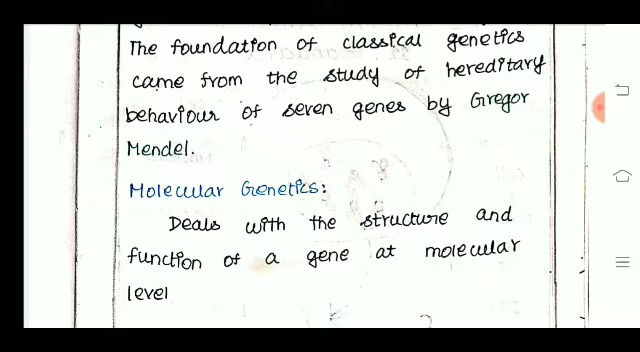 The foundation of classical genetics
came from the study of hereditary
behaviour of seven genes by Gregor
Mendel.
Molecular Genetics:
Deals with the structure and
function of a gene at molecular
level